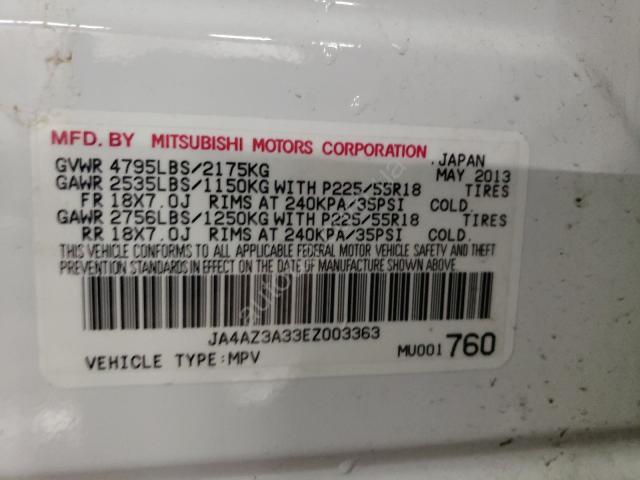 MFD. BY MITSUBISHI MOTORS CORPORATION, JAPAN
GVWR 4795LBS/2175KG MAY 2013
GAWR 2535LBS/1150KG WITH P225/55R18 TIRES
FR 18X7.0J RIMS AT 240KPA/35PSI COLD.
GAWR 2756LBS/1250KG WITH P225/55R18 TIRES
RR 18X7.0J RIMS AT 240KPA/35PSI COLD.
THIS VEHICLE CONFORMS TO ALL APPLICABLE FEDERAL MOTOR VEHICLE SAFETY AND THEFT
PREVENTION STANDARDS IN EFFECT ON THE DATE OF MANUFACTURE SHOWN ABOVE.
JA4AZ3A33EZ003363
VEHICLE TYPE:MPV MU001 760